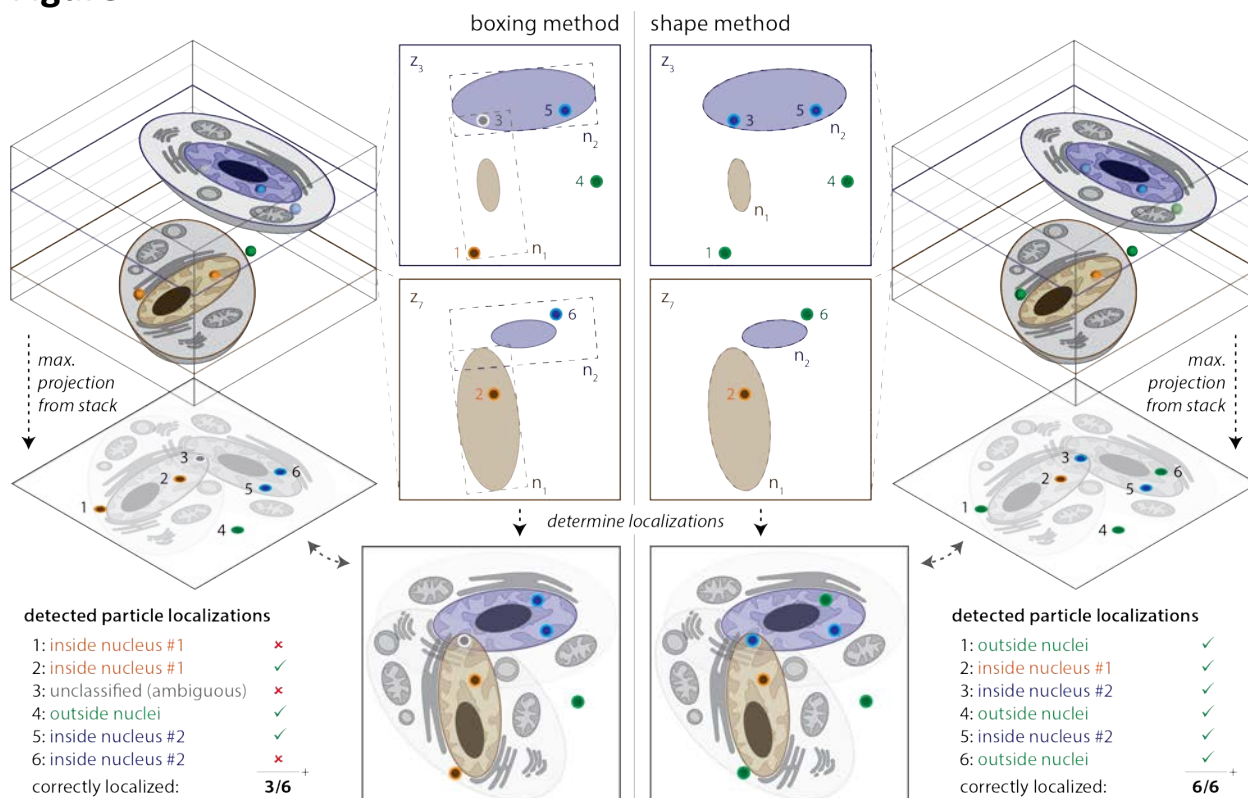 boxing method
shape method
z3
5
3
n2
4
1
n1
z3
5
3
n2
4
n1
1
z7
6
n2
2
n1
z7
6
n2
2
n1
max.
projection
from stack
max.
projection
from stack
3
2
6
5
1
4
3
2
6
5
1
4
determine localizations
detected particle localizations
1: inside nucleus #1 ✗
2: inside nucleus #1 ✓
3: unclassified (ambiguous) ✗
4: outside nuclei ✓
5: inside nucleus #2 ✓
6: inside nucleus #2 ✗
+
correctly localized: 3/6
detected particle localizations
1: outside nuclei ✓
2: inside nucleus #1 ✓
3: inside nucleus #2 ✓
4: outside nuclei ✓
5: inside nucleus #2 ✓
6: outside nuclei ✓
+
correctly localized: 6/6